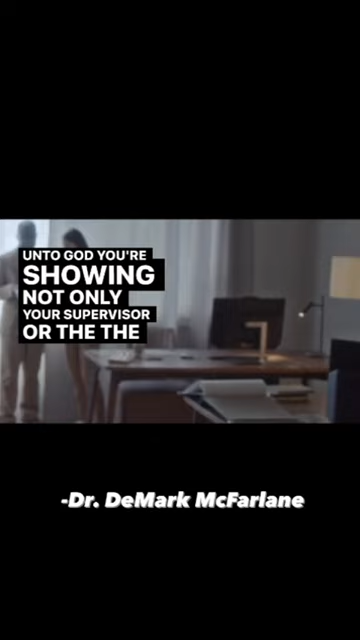 UNTO GOD YOU'RE
SHOWING
NOT ONLY
YOUR SUPERVISOR
OR THE THE
-Dr. DeMark McFarlane